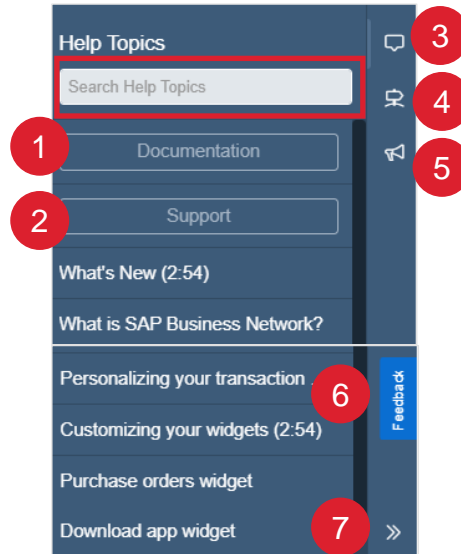 Help Topics
3
Search Help Topics
4
1
Documentation
5
2
Support
What's New (2:54)
What is SAP Business Network?
Personalizing your transaction .
6
Feedback
Customizing your widgets (2:54)
Purchase orders widget
Download app widget
7
»